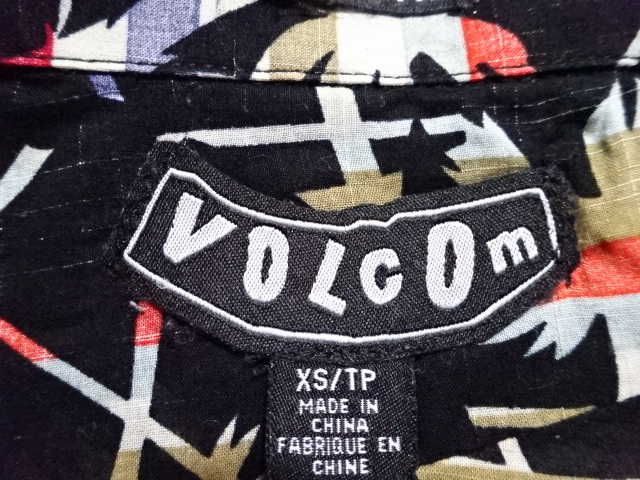 VOLCOm
XS/TP
MADE IN
CHINA
FABRIQUE EN
CHINE